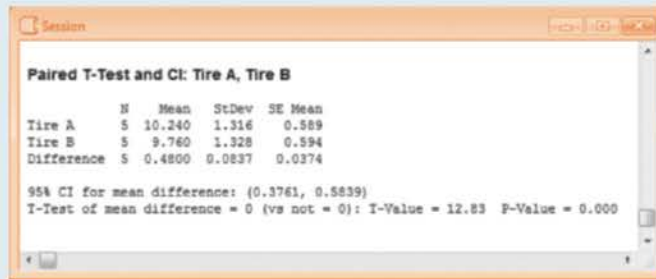 Session
Paired T-Test and CI: Tire A, Tire B
N Mean StDev SE Mean
Tire A 5 10.240 1.316 0.589
Tire B 5 9.760 1.328 0.594
Difference 5 0.4800 0.0837 0.0374
95% CI for mean difference: (0.3761, 0.5839)
T-Test of mean difference = 0 (vs not = 0): T-Value = 12.83 P-Value = 0.000